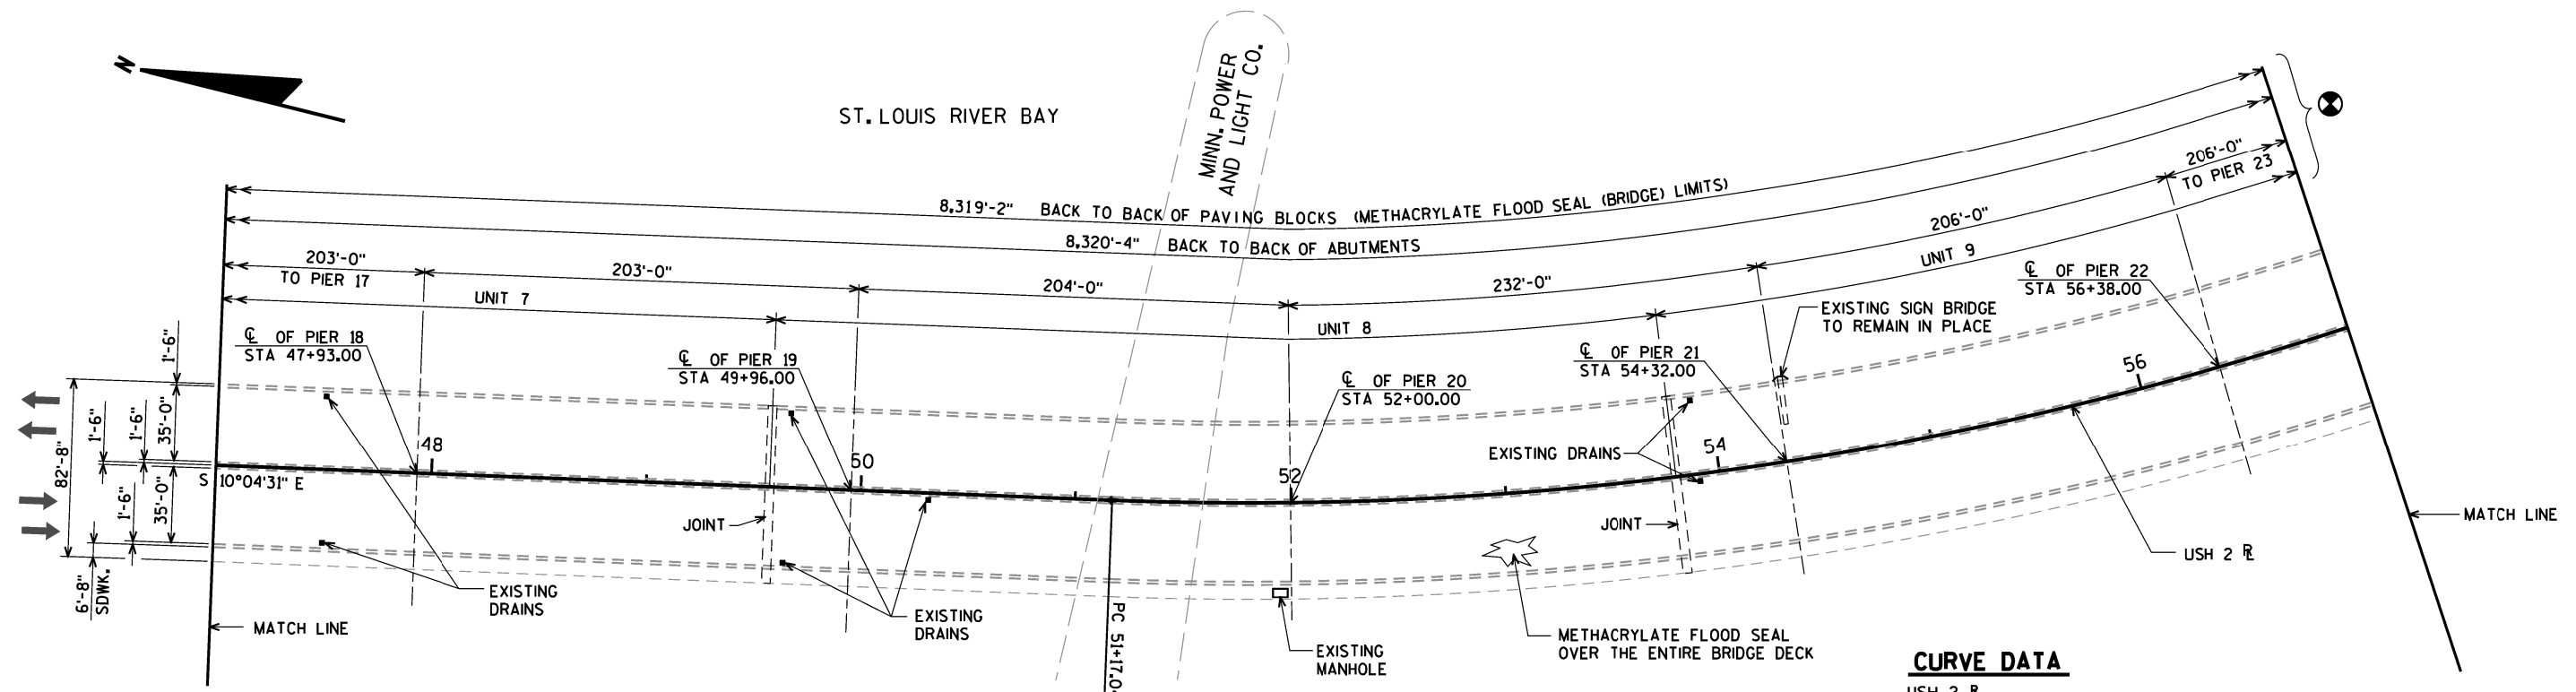 N
ST. LOUIS RIVER BAY
MINN. POWER
AND LIGHT CO.
8,319'-2" BACK TO BACK OF PAVING BLOCKS (METHACRYLATE FLOOD SEAL (BRIDGE) LIMITS)
8,320'-4" BACK TO BACK OF ABUTMENTS
203'-0"
TO PIER 17
203'-0"
204'-0"
232'-0"
206'-0"
206'-0"
TO PIER 23
UNIT 7
UNIT 8
UNIT 9
℄ OF PIER 18
STA 47+93.00
℄ OF PIER 19
STA 49+96.00
℄ OF PIER 20
STA 52+00.00
℄ OF PIER 21
STA 54+32.00
℄ OF PIER 22
STA 56+38.00
EXISTING SIGN BRIDGE
TO REMAIN IN PLACE
1'-6"
1'-6"
1'-6"
35'-0"
82'-8"
1'-6"
35'-0"
6'-8"
SDWK.
48
50
52
54
56
S 10°04'31" E
JOINT
EXISTING DRAINS
JOINT
EXISTING
DRAINS
EXISTING
DRAINS
MATCH LINE
MATCH LINE
USH 2 RL
PC 51+17.0
EXISTING
MANHOLE
METHACRYLATE FLOOD SEAL
OVER THE ENTIRE BRIDGE DECK
CURVE DATA
USH 2 R